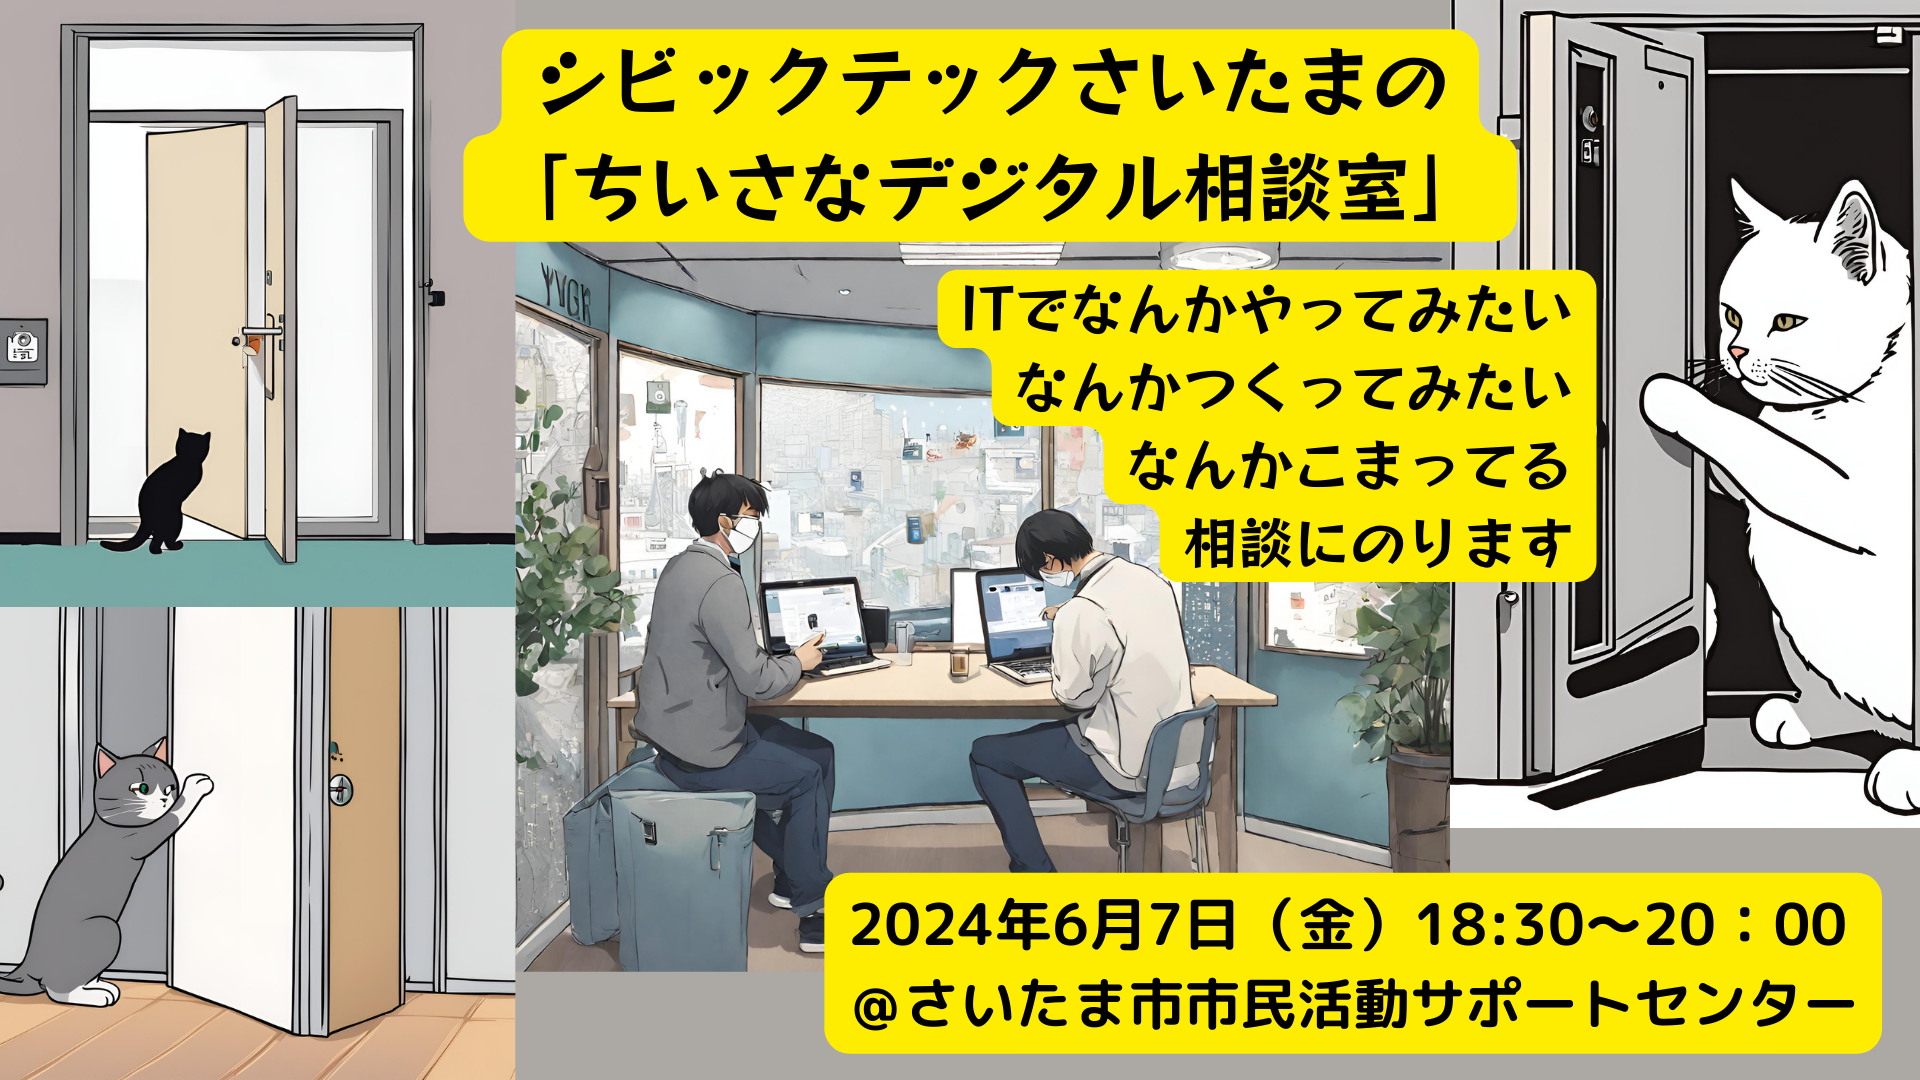 シビックテックさいたまの
「ちいさなデジタル相談室」
ITでなんかやってみたい
なんかつくってみたい
なんかこまってる
相談にのります
2024年6月7日（金）18:30〜20：00
@さいたま市市民活動サポートセンター